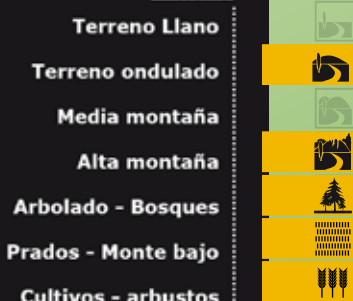 Terreno Llano
Terreno ondulado
Media montaña
Alta montaña
Arbolado - Bosques
Prados - Monte bajo
Cultivos - arbustos